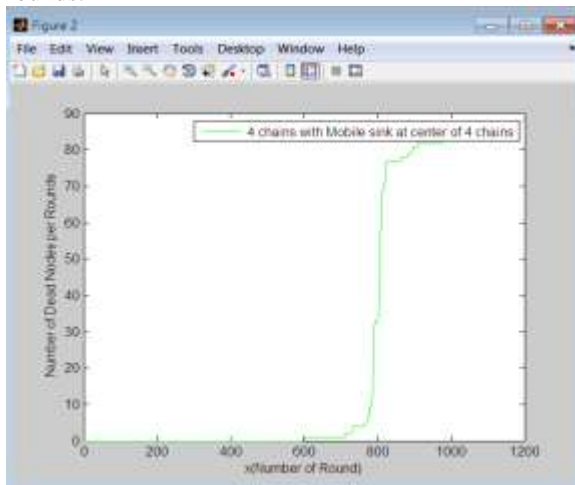 Figure 2
File Edit View Insert Tools Desktop Window Help
90
4 chains with Mobile sink at center of 4 chains
80
70
60
50
40
30
20
10
0
Number of Dead Nodes per Rounds
0 200 400 600 800 1000 1200
x(Number of Round)